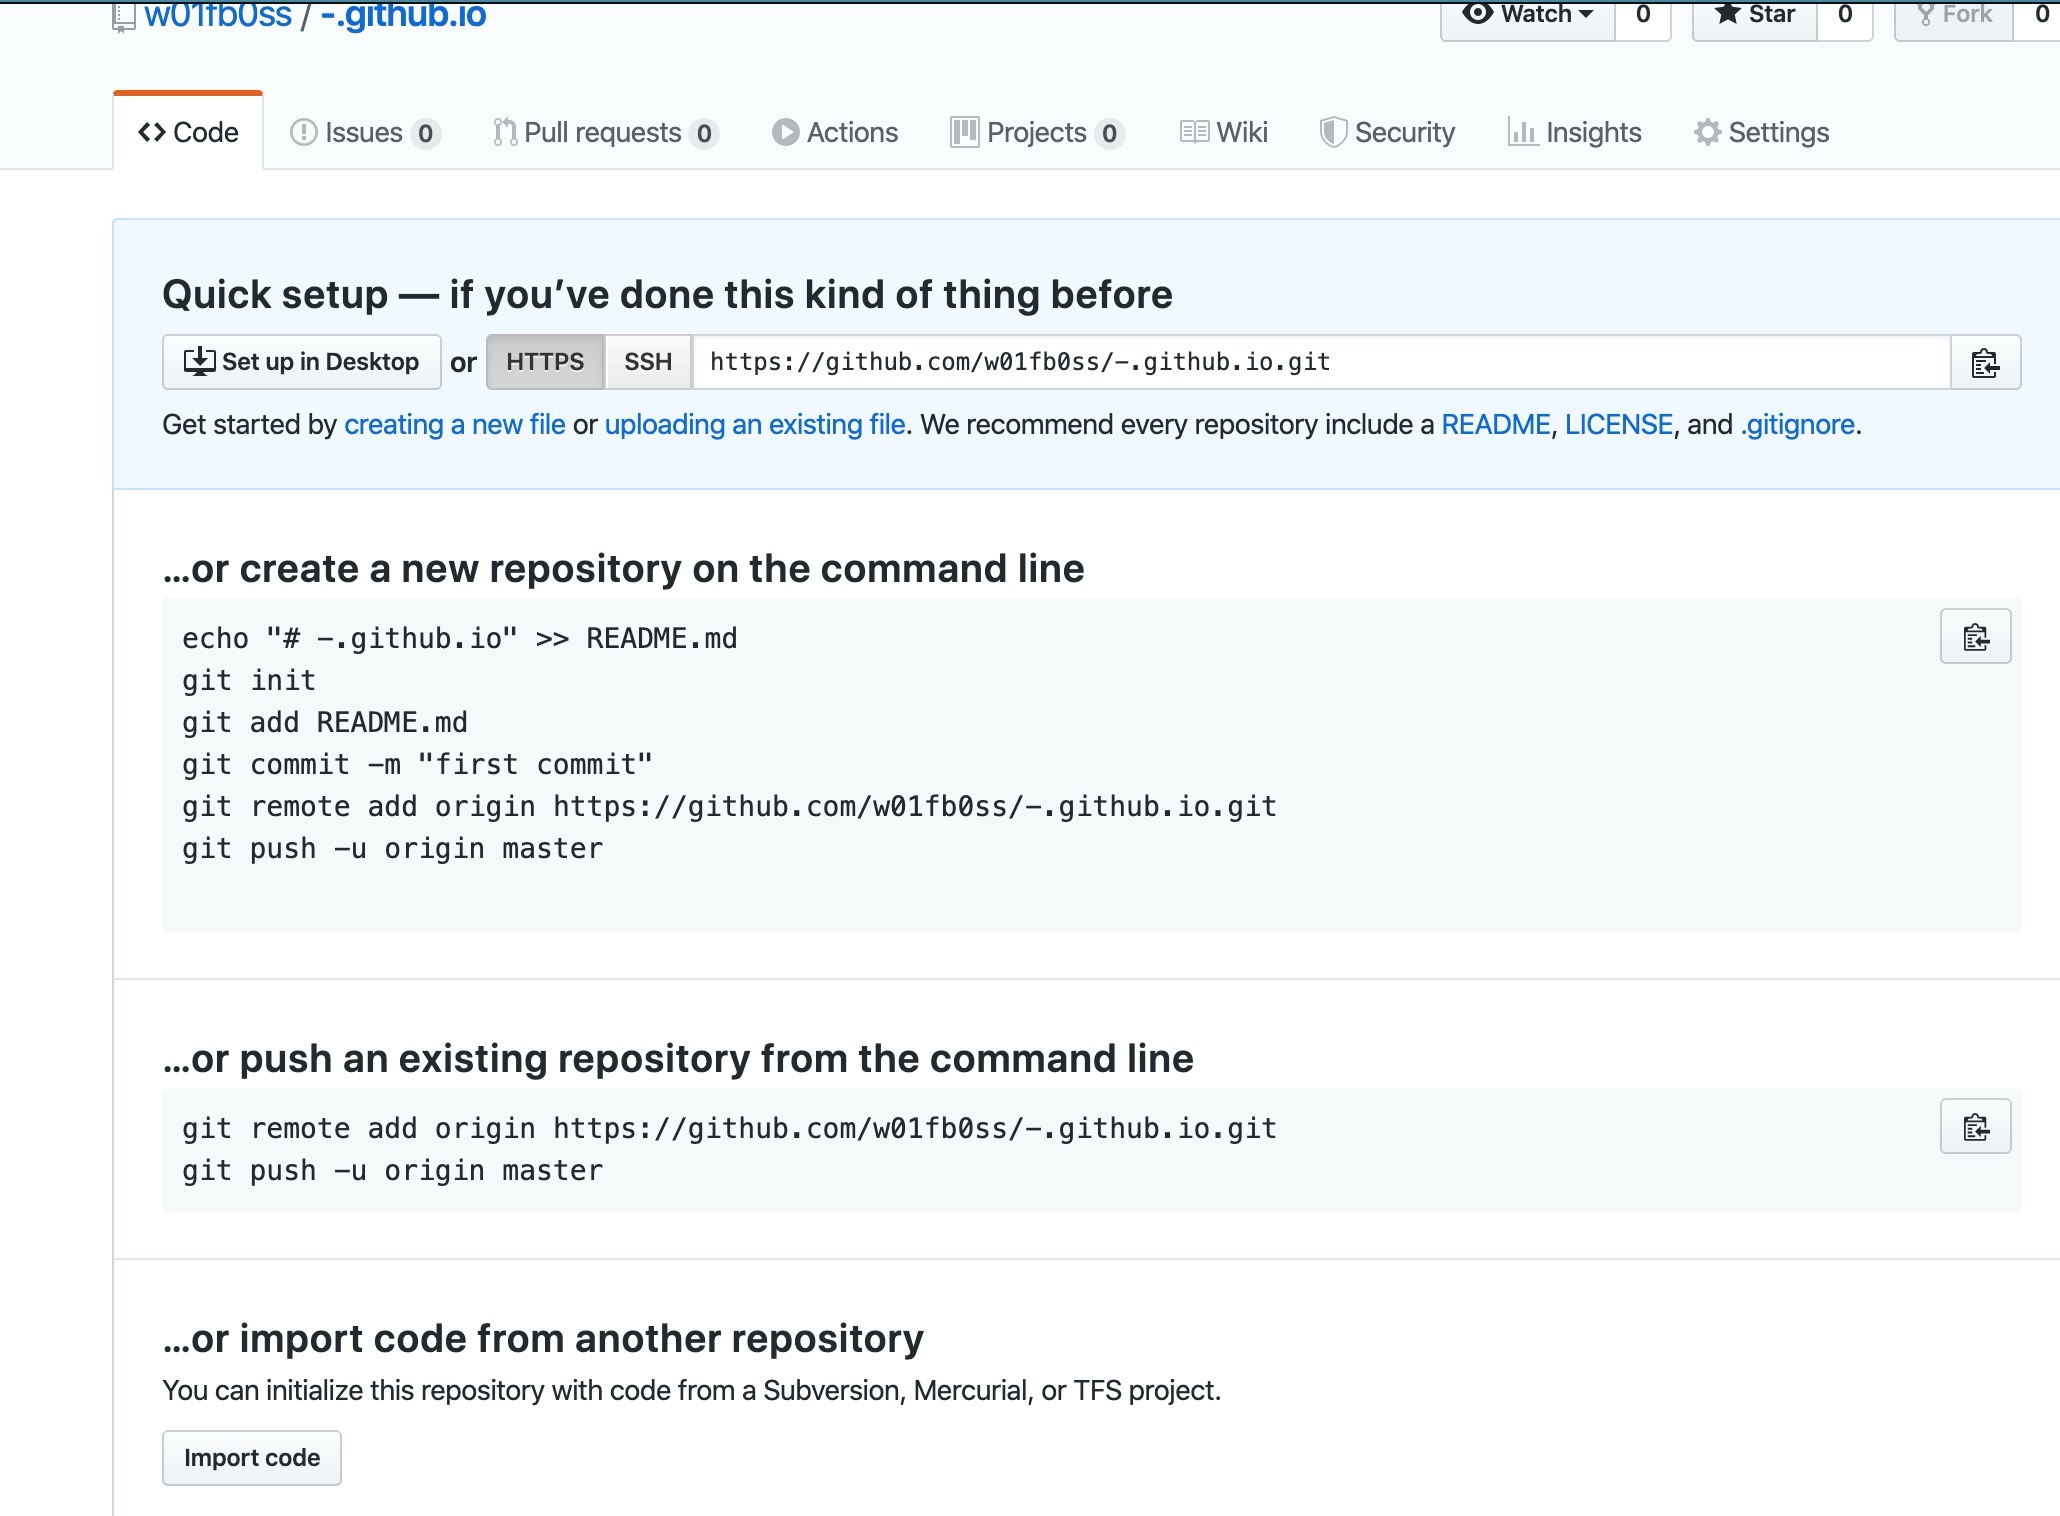 w01fb0ss / -.github.io
Watch 0 Star 0 Fork 0
Code Issues 0 Pull requests 0 Actions Projects 0 Wiki Security Insights Settings
Quick setup — if you’ve done this kind of thing before
Set up in Desktop or HTTPS SSH https://github.com/w01fb0ss/-.github.io.git
Get started by creating a new file or uploading an existing file. We recommend every repository include a README, LICENSE, and .gitignore.
…or create a new repository on the command line
echo "# -.github.io" >> README.md
git init
git add README.md
git commit -m "first commit"
git remote add origin https://github.com/w01fb0ss/-.github.io.git
git push -u origin master
…or push an existing repository from the command line
git remote add origin https://github.com/w01fb0ss/-.github.io.git
git push -u origin master
…or import code from another repository
You can initialize this repository with code from a Subversion, Mercurial, or TFS project.
Import code